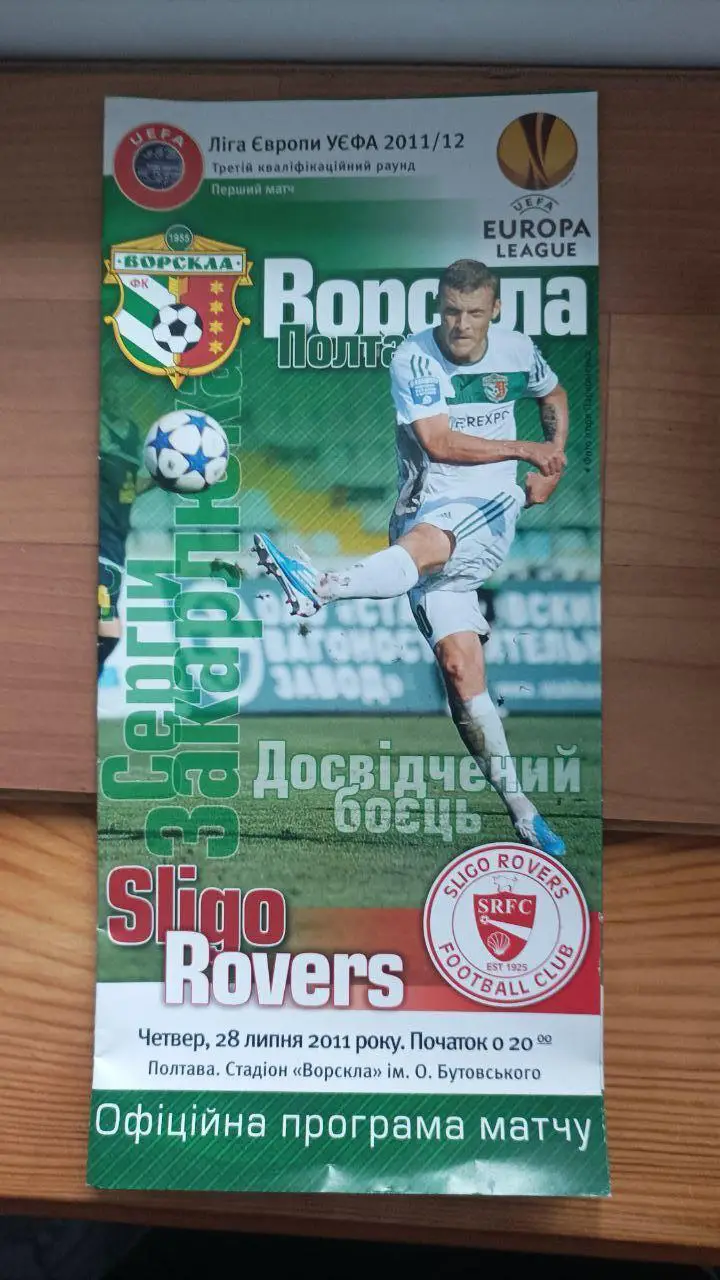 UEFA
Ліга Європи УЄФА 2011/12
Третій кваліфікаційний раунд
Перший матч
UEFA
EUROPA
LEAGUE
1955
ВОРСКЛА
ФК
Ворскла
Полтава
Сергій
Закарлюка
Досвідчений
боєць
Sligo
Rovers
SLIGO ROVERS
SRFC
EST 1925
FOOTBALL CLUB
Четвер, 28 липня 2011 року. Початок о 20 00
Полтава. Стадіон «Ворскла» ім. О. Бутовського
Офіційна програма матчу